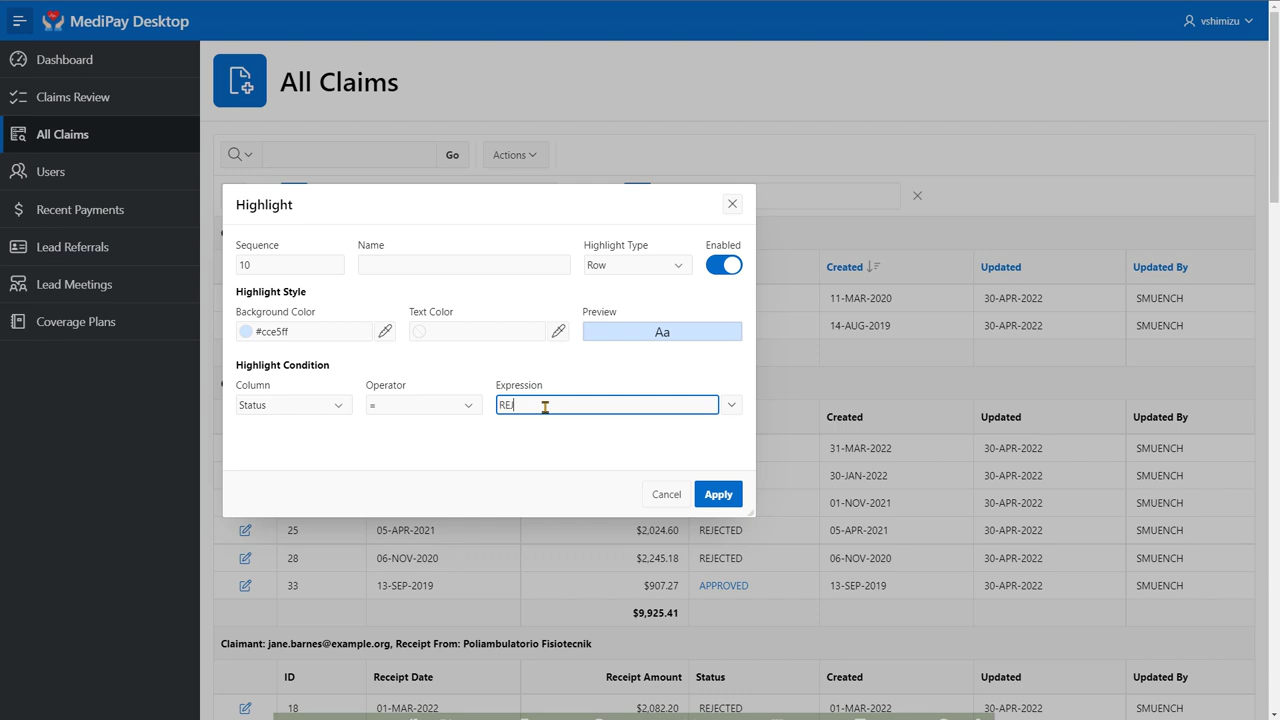 MediPay Desktop
vshimizu
Dashboard
Claims Review
All Claims
Users
Recent Payments
Lead Referrals
Lead Meetings
Coverage Plans
All Claims
Go
Actions
Highlight
Sequence Name Highlight Type Enabled
10 Row
Highlight Style
Background Color Text Color Preview
#cce5ff Aa
Highlight Condition
Column Operator Expression
Status = REJ
Cancel Apply
Created Updated Updated By
11-MAR-2020 30-APR-2022 SMUENCH
14-AUG-2019 30-APR-2022 SMUENCH
Created Updated Updated By
31-MAR-2022 30-APR-2022 SMUENCH
30-JAN-2022 30-APR-2022 SMUENCH
01-NOV-2021 30-APR-2022 SMUENCH
25 05-APR-2021 $2,024.60 REJECTED 05-APR-2021 30-APR-2022 SMUENCH
28 06-NOV-2020 $2,245.18 REJECTED 06-NOV-2020 30-APR-2022 SMUENCH
33 13-SEP-2019 $907.27 APPROVED 13-SEP-2019 30-APR-2022 SMUENCH
$9,925.41
Claimant: jane.barnes@example.org, Receipt From: Poliambulatorio Fisiotecnik
ID Receipt Date Receipt Amount Status Created Updated Updated By
18 01-MAR-2022 $2,082.20 REJECTED 01-MAR-2022 30-APR-2022 SMUENCH